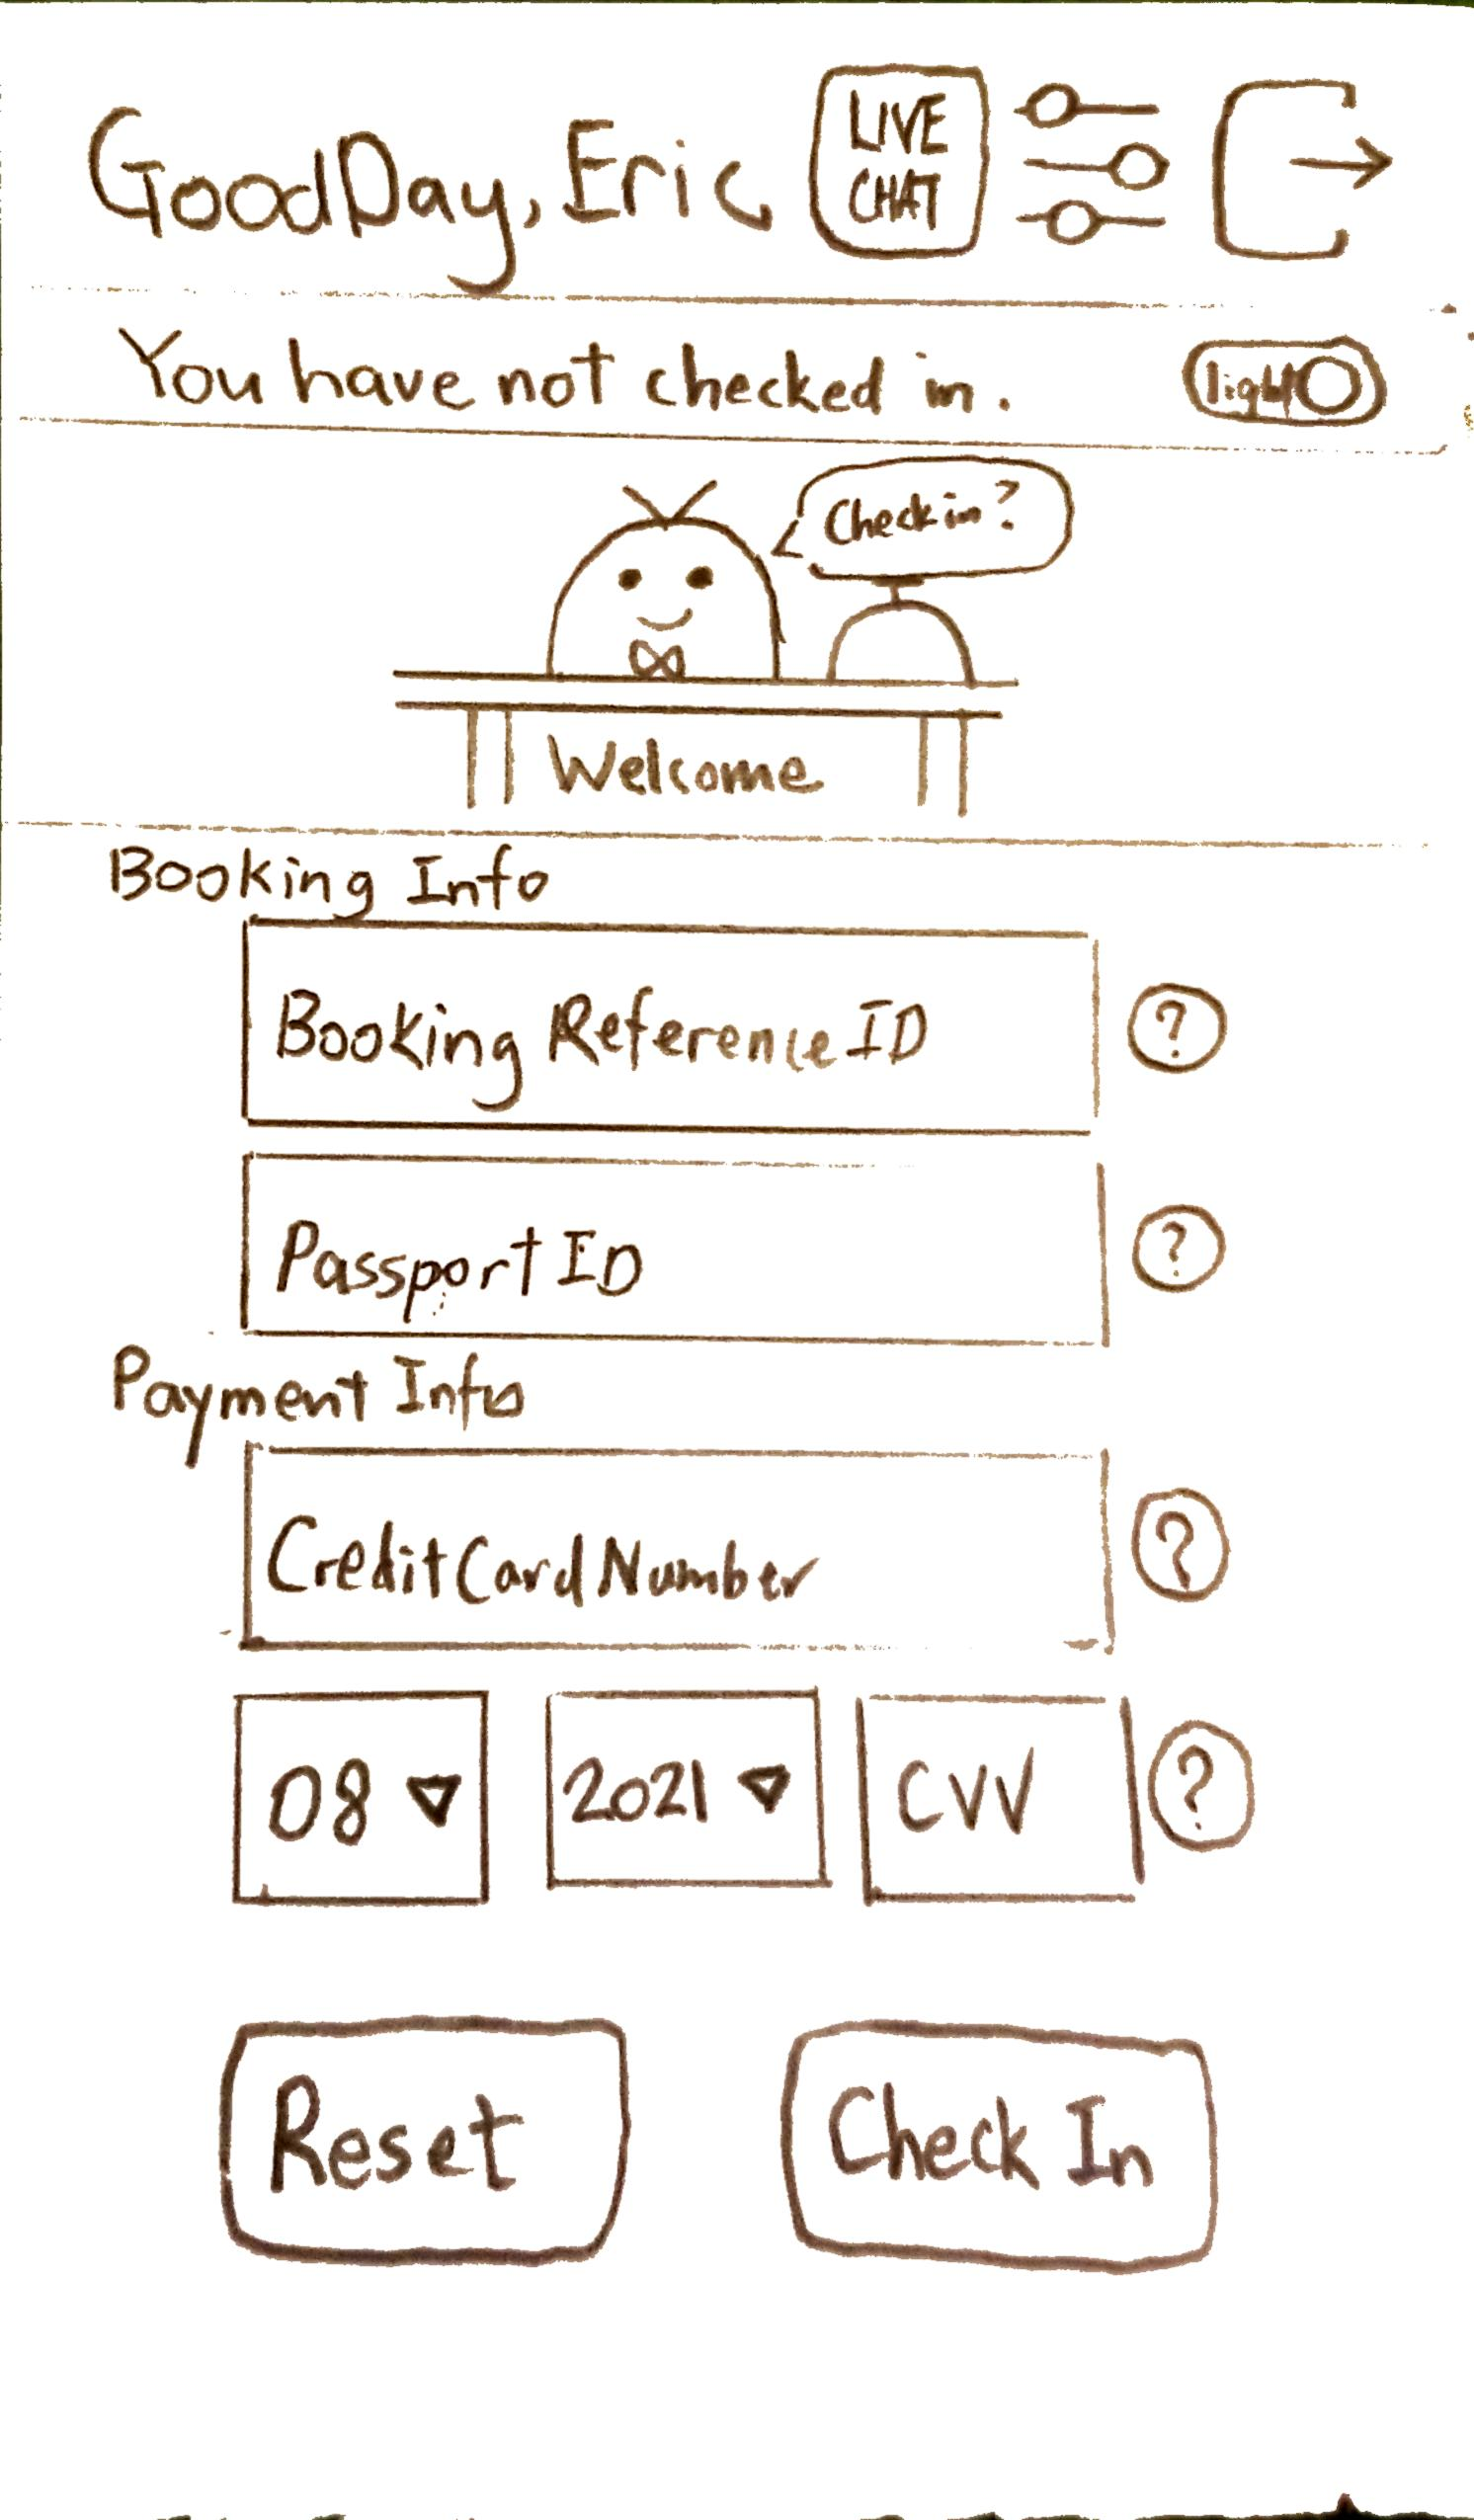 GoodDay, Eric LIVE CHAT
You have not checked in. light
Check in?
Welcome
Booking Info
Booking Reference ID ?
Passport ID ?
Payment Info
Credit Card Number ?
08 2021 CVV ?
Reset Check In